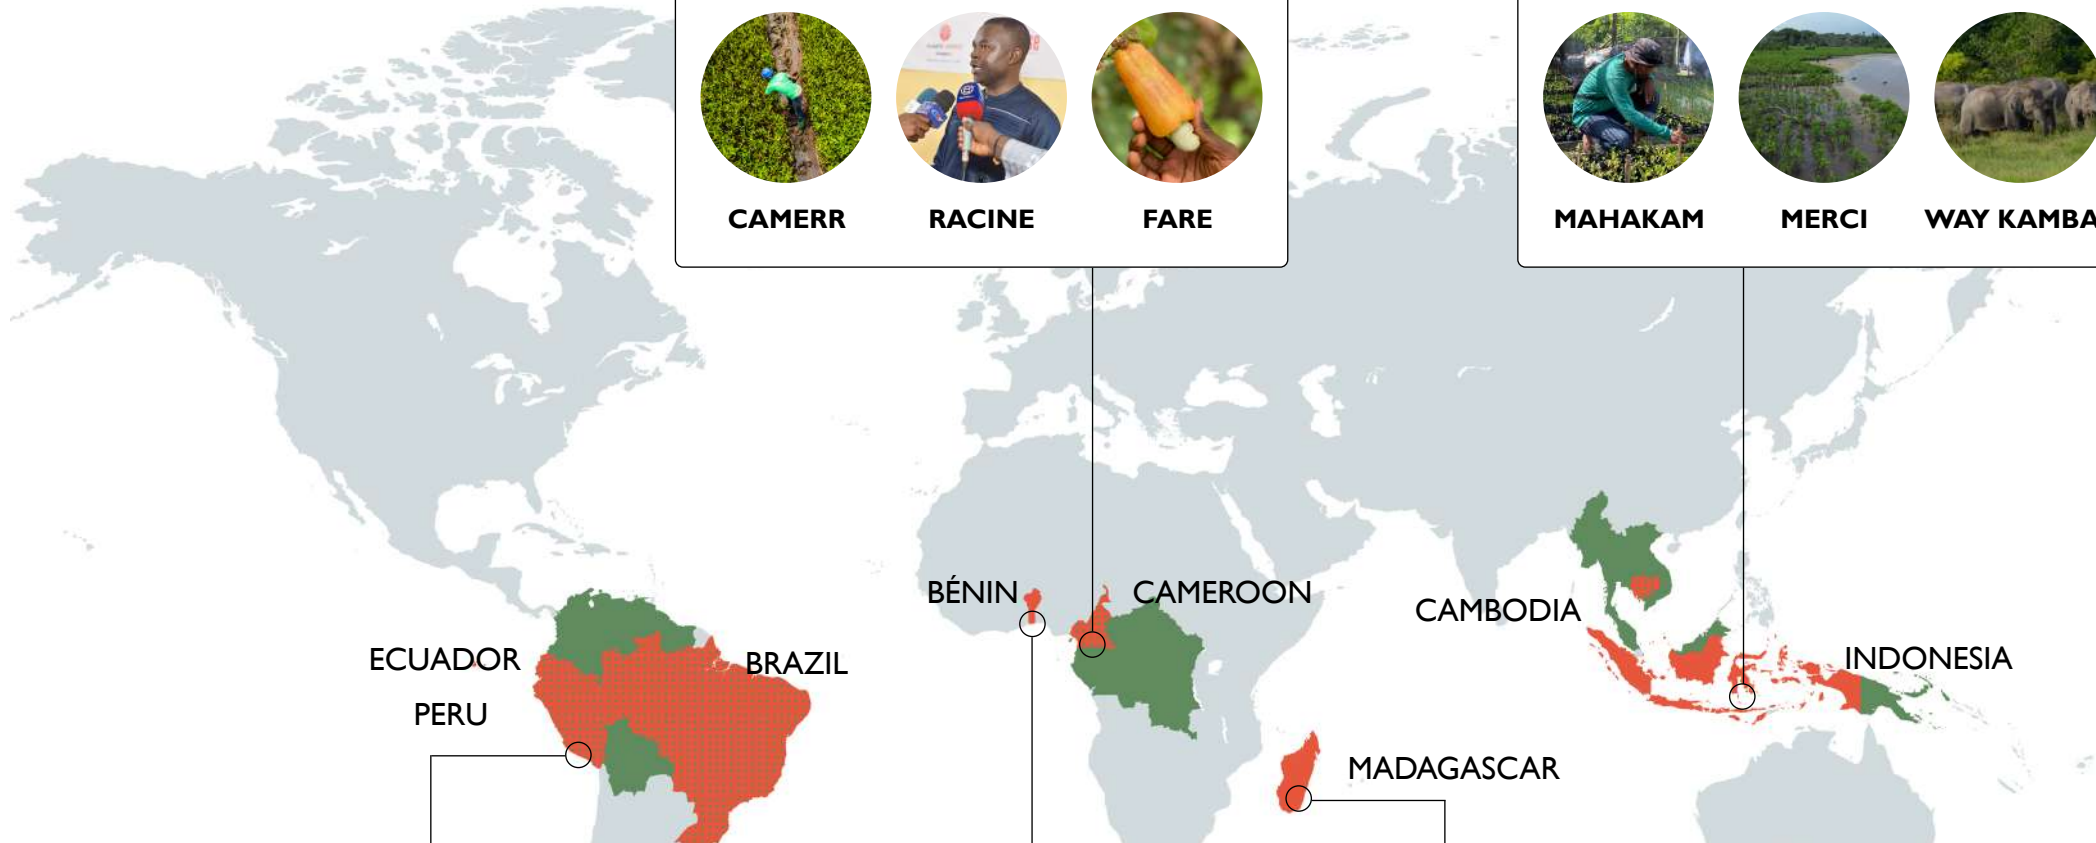 CAMERR
RACINE
FARE
MAHAKAM
MERCI
WAY KAMBA
BÉNIN
CAMEROON
CAMBODIA
ECUADOR
BRAZIL
INDONESIA
PERU
MADAGASCAR